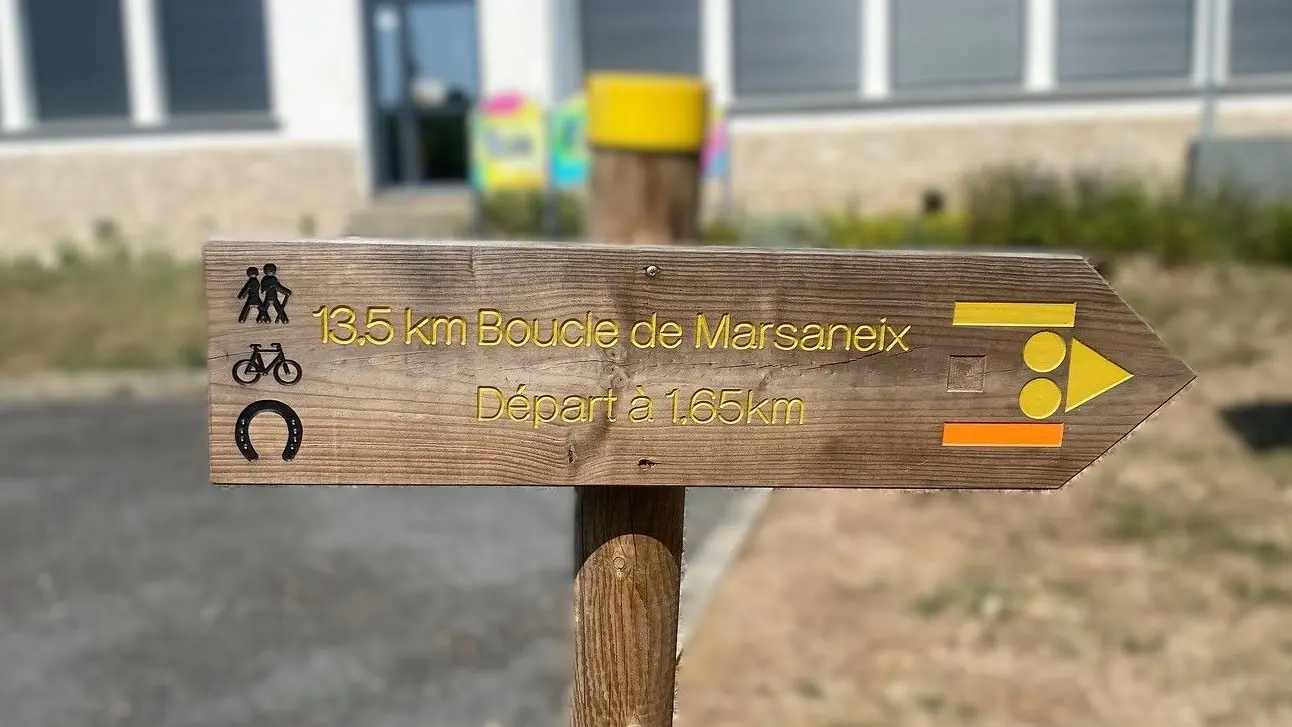 13,5 km Boucle de Marsaneix
Départ à 1,65km